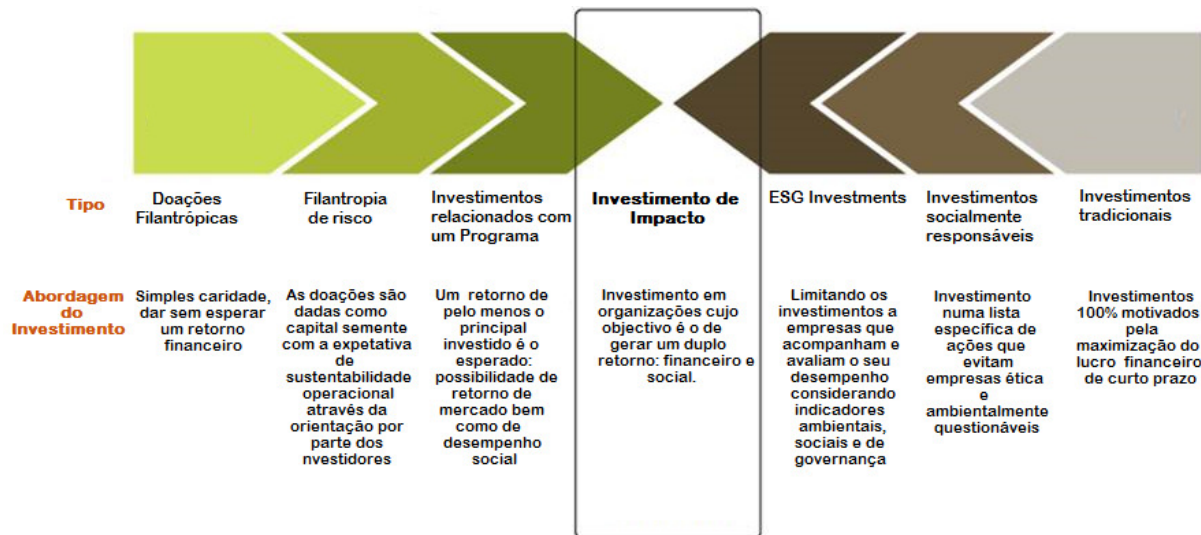 Tipo
Doações
Filantrópicas
Filantropia
de risco
Investimentos
relacionados com
um Programa
Investimento de
Impacto
ESG Investments
Investimentos
socialmente
responsáveis
Investimentos
tradicionais
Abordagem
do
Investimento
Simples caridade,
dar sem esperar
um retorno
financeiro
As doações são
dadas como
capital semente
com a expetativa
de
sustentabilidade
operacional
através da
orientação por
parte dos
nvestidores
Um retorno de
pelo menos o
principal
investido é o
esperado:
possibilidade de
retorno de
mercado bem
como de
desempenho
social
Investimento em
organizações cujo
objectivo é o de
gerar um duplo
retorno: financeiro e
social.
Limitando os
investimentos a
empresas que
acompanham e
avaliam o seu
desempenho
considerando
indicadores
ambientais,
sociais e de
governança
Investimento
numa lista
específica de
ações que
evitam
empresas ética
e
ambientalmente
questionáveis
Investimentos
100% motivados
pela
maximização do
lucro financeiro
de curto prazo